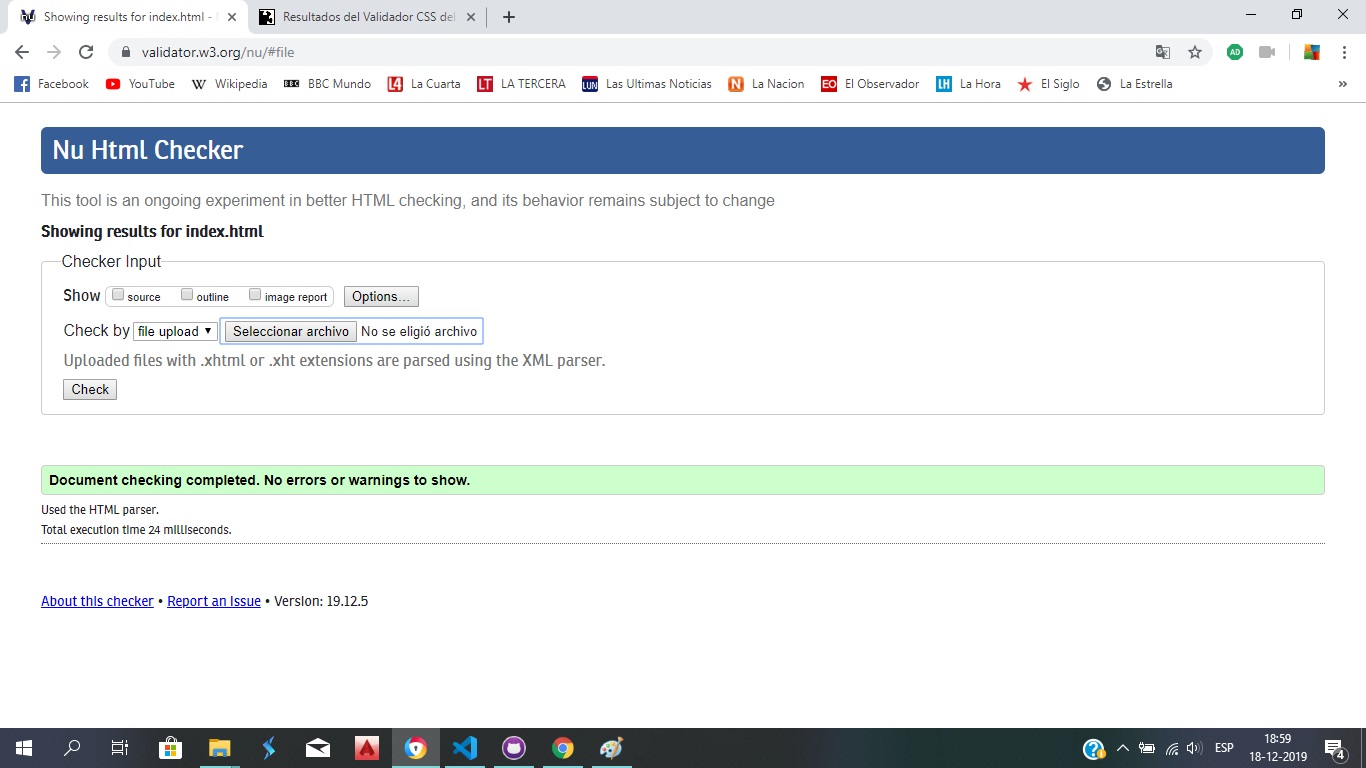 Showing results for index.html -
Resultados del Validador CSS del
validator.w3.org/nu/#file
AD
Facebook
YouTube
W Wikipedia
BBC BBC Mundo
L4 La Cuarta
LT LA TERCERA
LUN Las Ultimas Noticias
N La Nacion
EO El Observador
LH La Hora
El Siglo
La Estrella
»
Nu Html Checker
This tool is an ongoing experiment in better HTML checking, and its behavior remains subject to change
Showing results for index.html
Checker Input
Show source outline image report Options...
Check by file upload Seleccionar archivo No se eligió archivo
Uploaded files with .xhtml or .xht extensions are parsed using the XML parser.
Check
Document checking completed. No errors or warnings to show.
Used the HTML parser.
Total execution time 24 milliseconds.
About this checker • Report an issue • Version: 19.12.5
ESP
18:59
18-12-2019
4